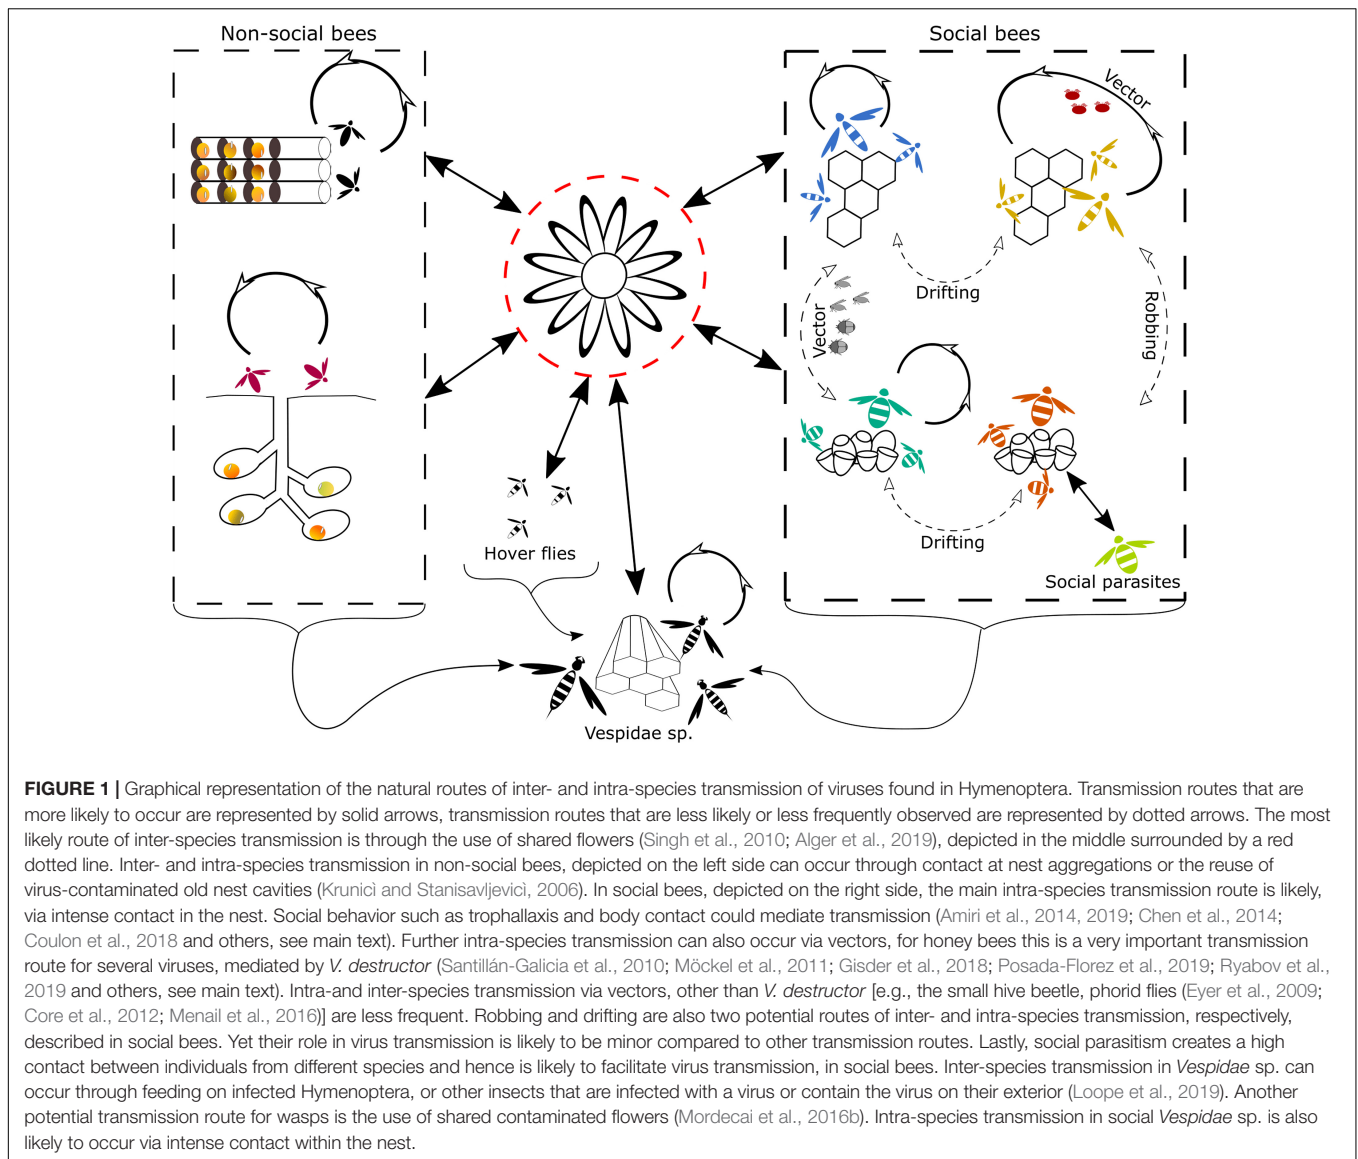 Non-social bees
Social bees
Vector
Drifting
Vector
Robbing
Drifting
Hover flies
Social parasites
Vespidae sp.
FIGURE 1 | Graphical representation of the natural routes of inter- and intra-species transmission of viruses found in Hymenoptera. Transmission routes that are
more likely to occur are represented by solid arrows, transmission routes that are less likely or less frequently observed are represented by dotted arrows. The most
likely route of inter-species transmission is through the use of shared flowers (Singh et al., 2010; Alger et al., 2019), depicted in the middle surrounded by a red
dotted line. Inter- and intra-species transmission in non-social bees, depicted on the left side can occur through contact at nest aggregations or the reuse of
virus-contaminated old nest cavities (Krunicì and Stanisavljevicì, 2006). In social bees, depicted on the right side, the main intra-species transmission route is likely,
via intense contact in the nest. Social behavior such as trophallaxis and body contact could mediate transmission (Amiri et al., 2014, 2019; Chen et al., 2014;
Coulon et al., 2018 and others, see main text). Further intra-species transmission can also occur via vectors, for honey bees this is a very important transmission
route for several viruses, mediated by V. destructor (Santillán-Galicia et al., 2010; Möckel et al., 2011; Gisder et al., 2018; Posada-Florez et al., 2019; Ryabov et al.,
2019 and others, see main text). Intra-and inter-species transmission via vectors, other than V. destructor [e.g., the small hive beetle, phorid flies (Eyer et al., 2009;
Core et al., 2012; Menail et al., 2016)] are less frequent. Robbing and drifting are also two potential routes of inter- and intra-species transmission, respectively,
described in social bees. Yet their role in virus transmission is likely to be minor compared to other transmission routes. Lastly, social parasitism creates a high
contact between individuals from different species and hence is likely to facilitate virus transmission, in social bees. Inter-species transmission in Vespidae sp. can
occur through feeding on infected Hymenoptera, or other insects that are infected with a virus or contain the virus on their exterior (Loope et al., 2019). Another
potential transmission route for wasps is the use of shared contaminated flowers (Mordecai et al., 2016b). Intra-species transmission in social Vespidae sp. is also
likely to occur via intense contact within the nest.